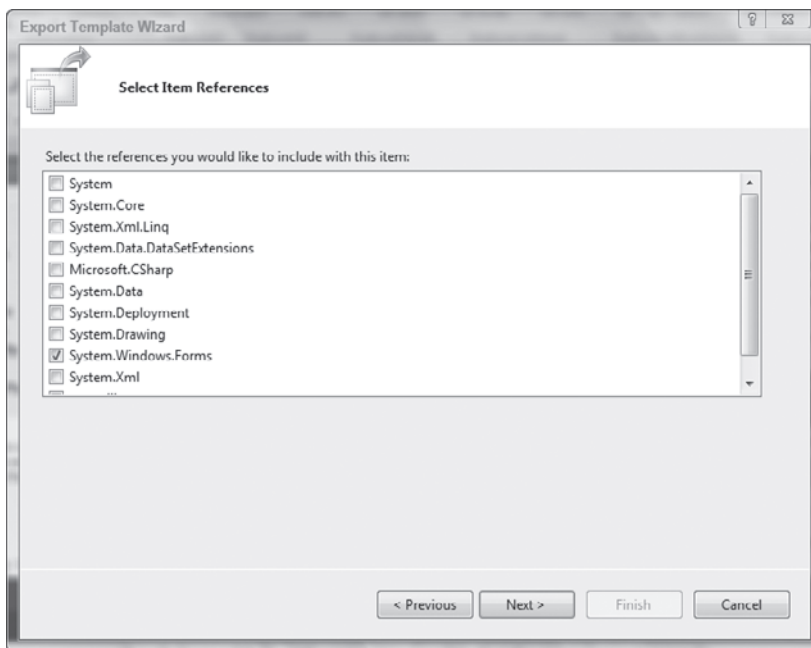 Export Template Wizard
Select Item References
Select the references you would like to include with this item:
System
System.Core
System.Xml.Linq
System.Data.DataSetExtensions
Microsoft.CSharp
System.Data
System.Deployment
System.Drawing
System.Windows.Forms
System.Xml
< Previous
Next >
Finish
Cancel